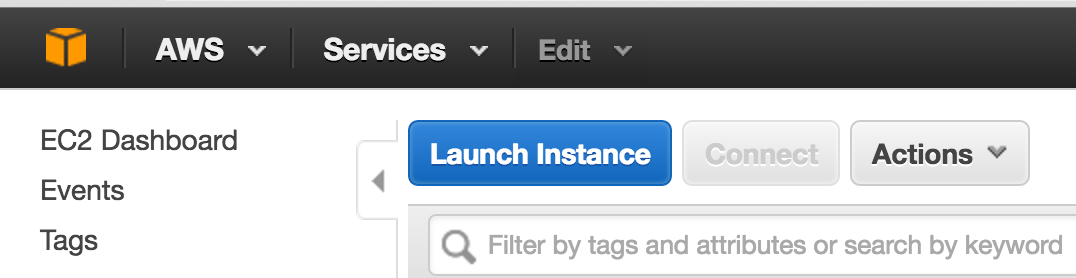 AWS Services Edit
EC2 Dashboard
Events
Tags
Launch Instance Connect Actions
Filter by tags and attributes or search by keyword